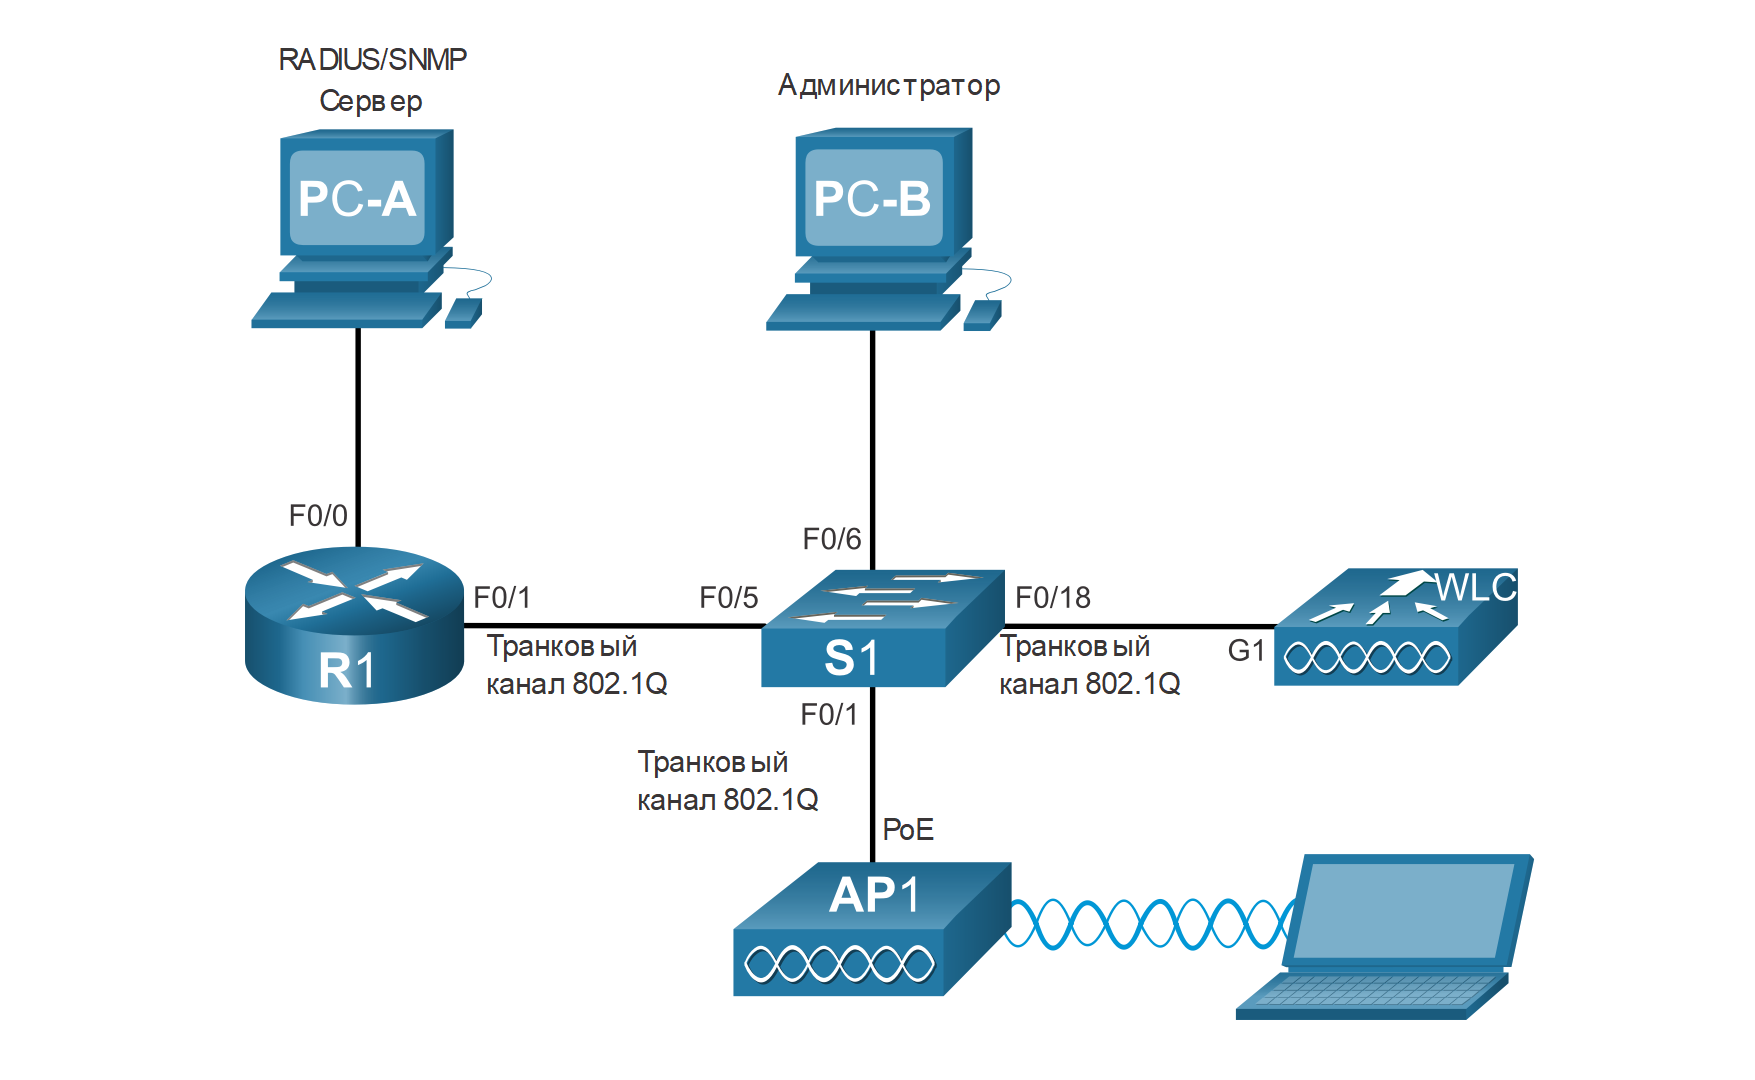 RADIUS/SNMP
Сервер
Администратор
PC-A
PC-B
F0/0
F0/6
F0/1
F0/5
F0/18
WLC
Транковый
канал 802.1Q
Транковый
канал 802.1Q
G1
R1
S1
F0/1
Транковый
канал 802.1Q
PoE
AP1